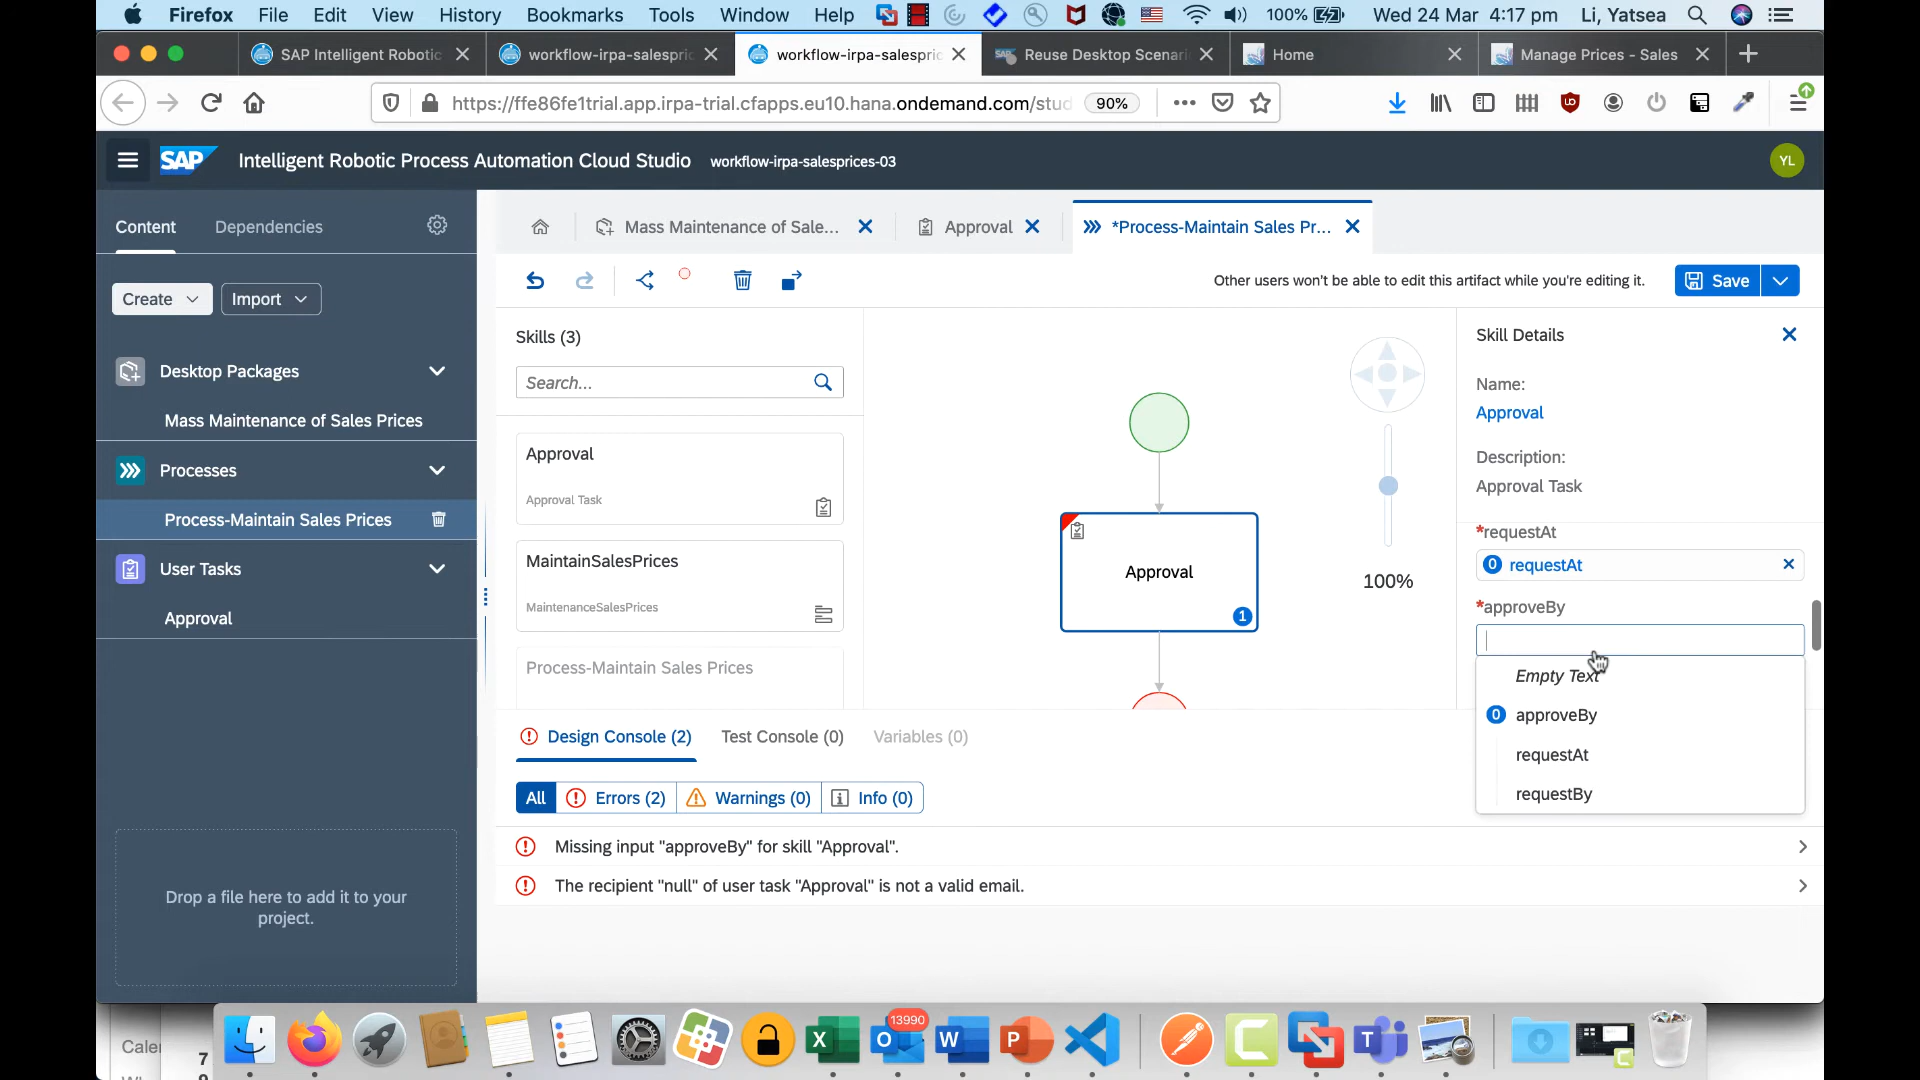 Firefox File Edit View History Bookmarks Tools Window Help 100% Wed 24 Mar 4:17 pm Li, Yatsea
SAP Intelligent Robotic workflow-irpa-salespric workflow-irpa-salespric Reuse Desktop Scenari Home Manage Prices - Sales
https://ffe86fe1trial.app.irpa-trial.cfapps.eu10.hana.ondemand.com/stud 90%
SAP Intelligent Robotic Process Automation Cloud Studio workflow-irpa-salesprices-03 YL
Content Dependencies
Mass Maintenance of Sale... Approval *Process-Maintain Sales Pr...
Other users won't be able to edit this artifact while you're editing it. Save
Create Import
Desktop Packages
Mass Maintenance of Sales Prices
Processes
Process-Maintain Sales Prices
User Tasks
Approval
Drop a file here to add it to your
project.
Skills (3)
Search...
Approval
Approval Task
MaintainSalesPrices
MaintenanceSalesPrices
Process-Maintain Sales Prices
Approval
1
100%
Skill Details
Name:
Approval
Description:
Approval Task
*requestAt
0 requestAt
*approveBy
Empty Text
0 approveBy
requestAt
requestBy
Design Console (2) Test Console (0) Variables (0)
All Errors (2) Warnings (0) Info (0)
Missing input "approveBy" for skill "Approval".
The recipient "null" of user task "Approval" is not a valid email.
Caler
7
13990